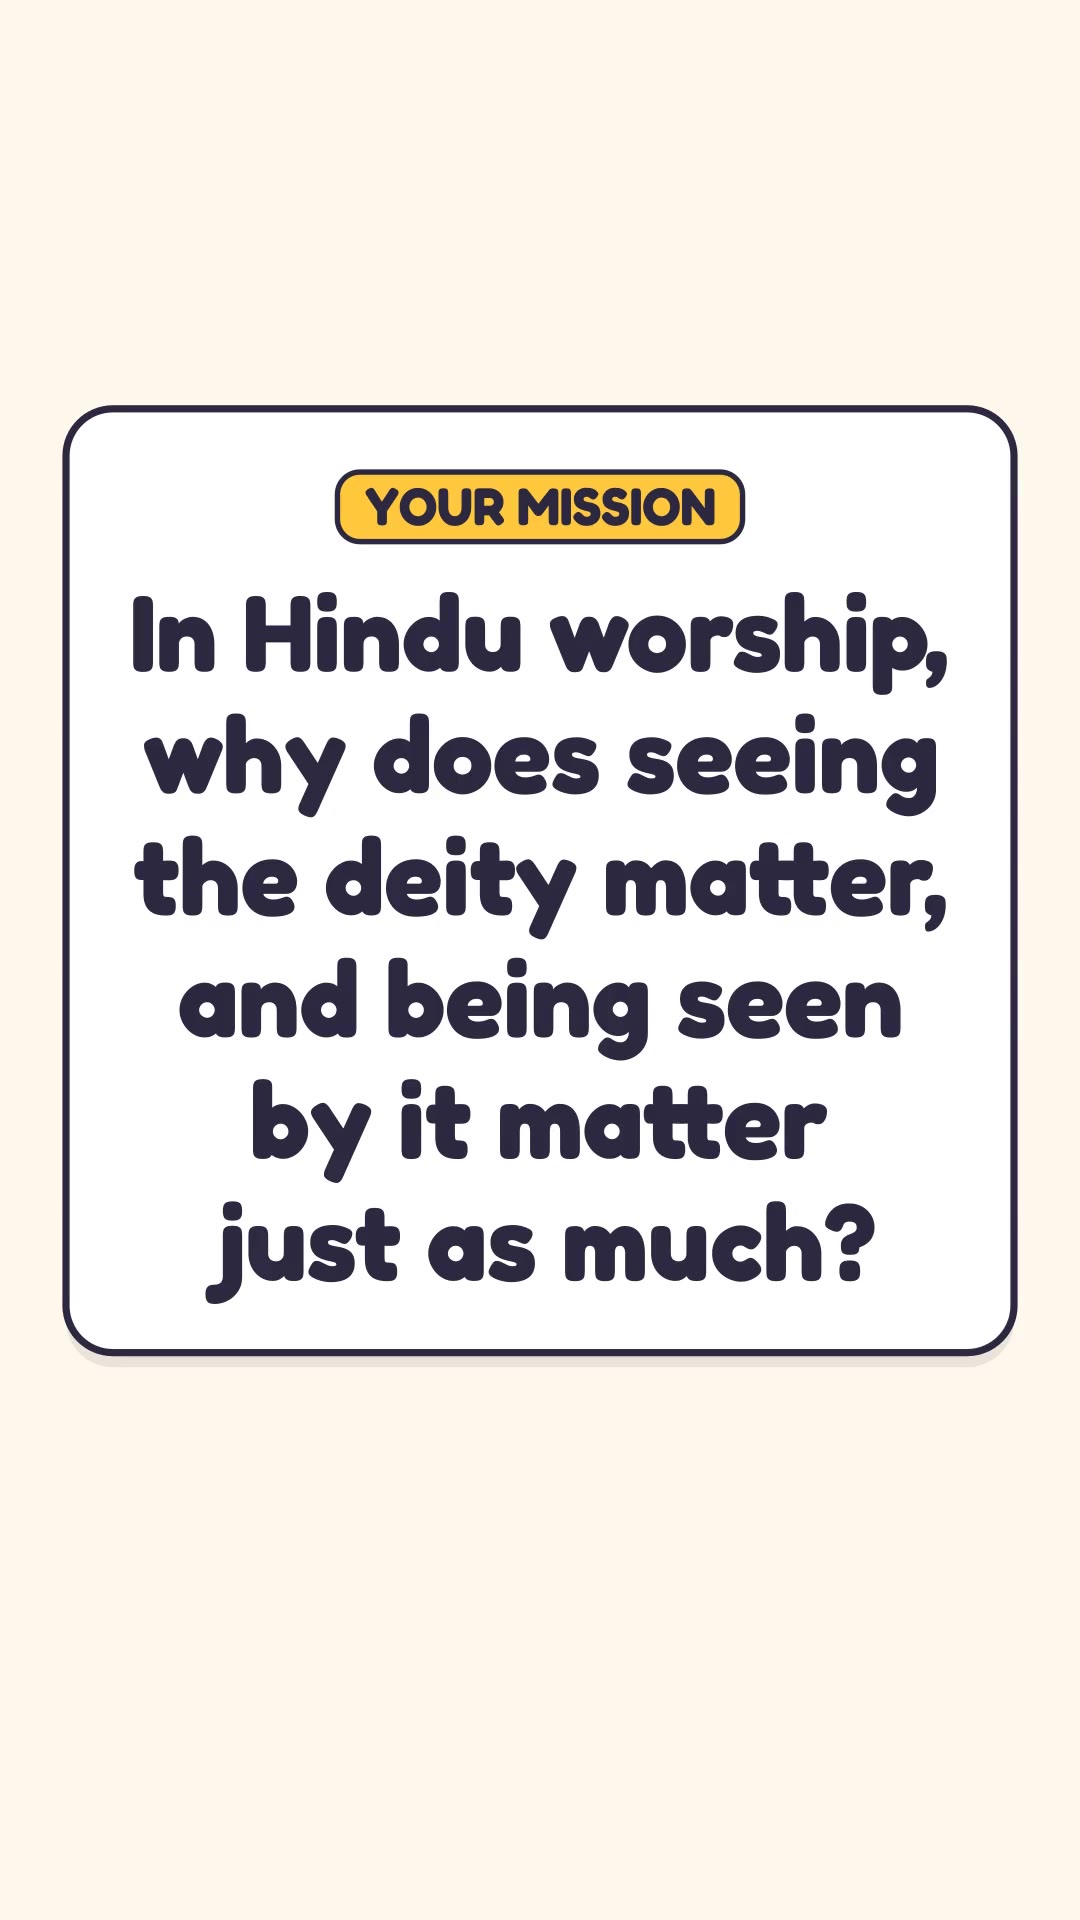 YOUR MISSION
In Hindu worship,
why does seeing
the deity matter,
and being seen
by it matter
just as much?